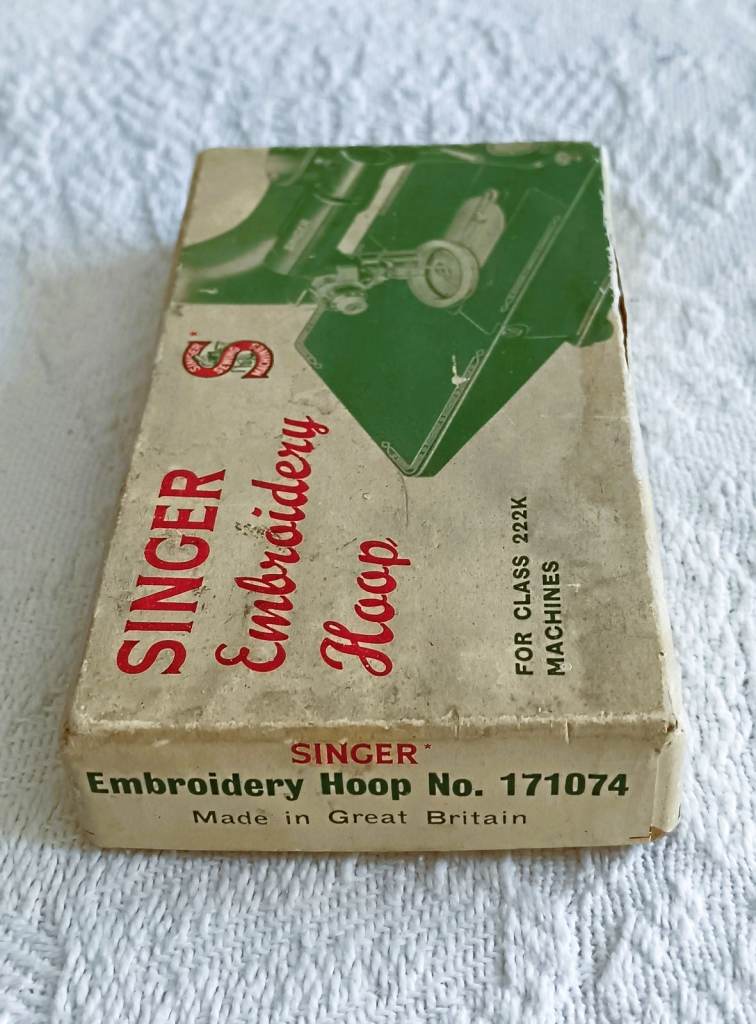 SINGER
Embroidery
Hoop
FOR CLASS 222K
MACHINES
SINGER*
Embroidery Hoop No. 171074
Made in Great Britain